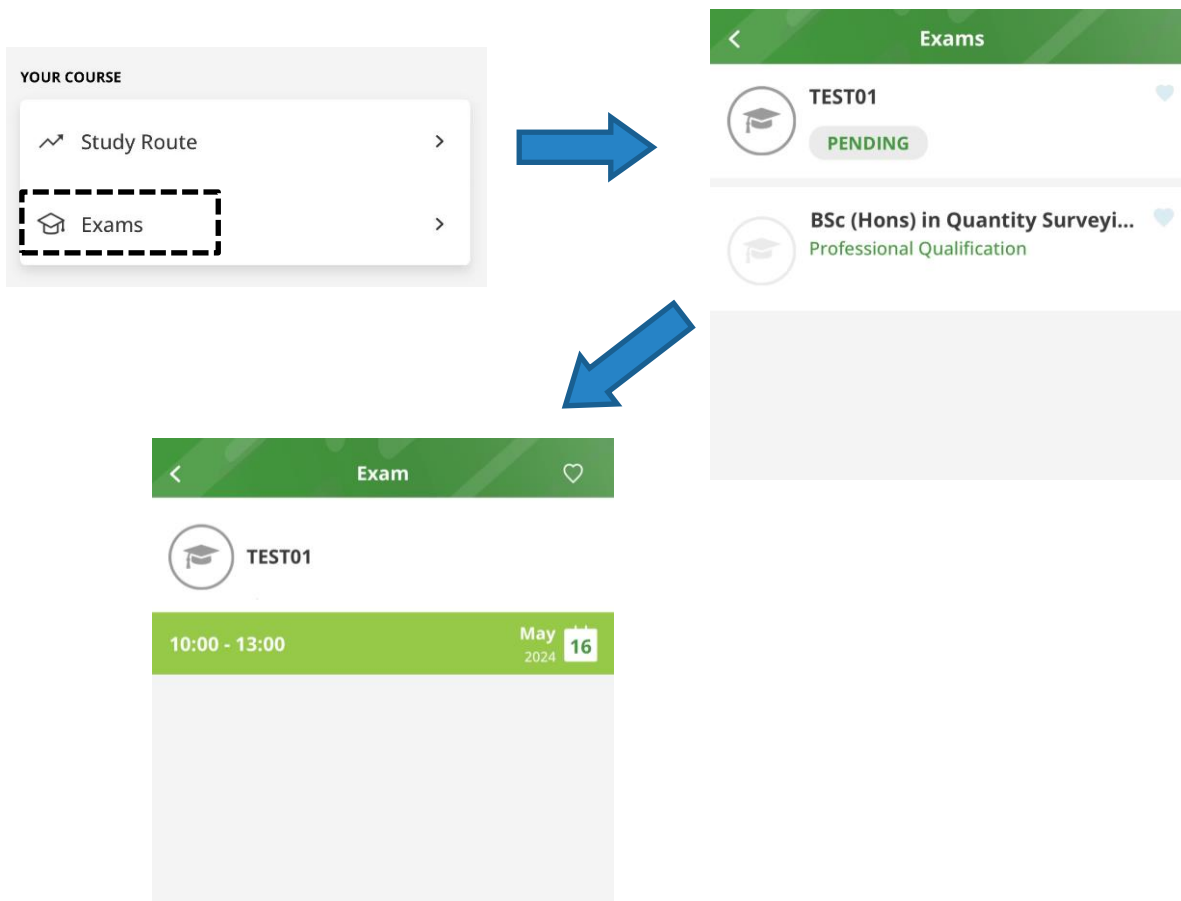 YOUR COURSE
Study Route
Exams
Exams
TEST01
PENDING
BSc (Hons) in Quantity Surveyi...
Professional Qualification
Exam
TEST01
10:00 - 13:00
May
2024
16